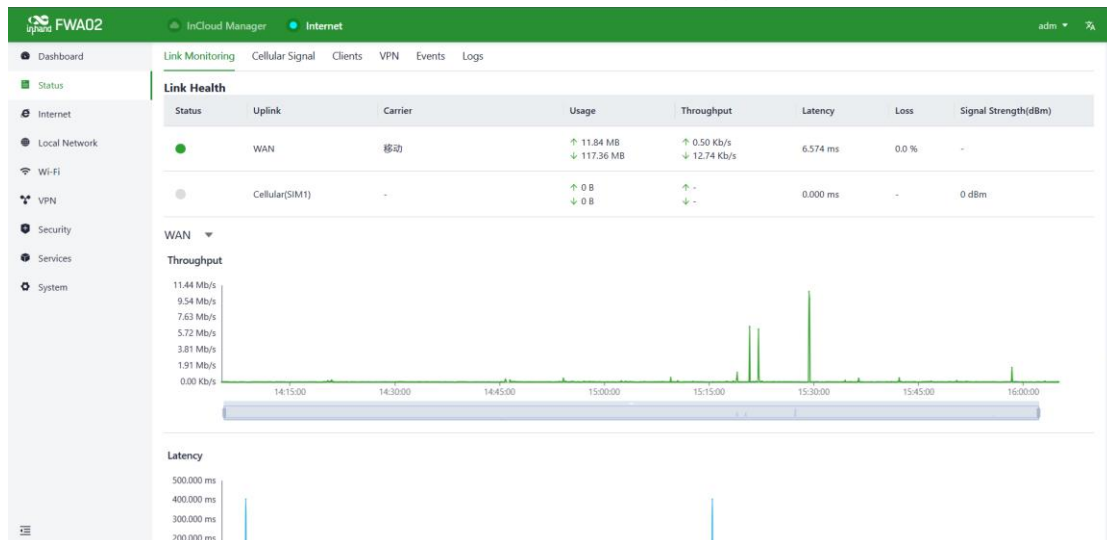 inhand FWA02
InCloud Manager
Internet
adm
Dashboard
Status
Internet
Local Network
Wi-Fi
VPN
Security
Services
System
Link Monitoring Cellular Signal Clients VPN Events Logs
Link Health
Status Uplink Carrier Usage Throughput Latency Loss Signal Strength(dBm)
WAN 移动 ↑ 11.84 MB ↑ 0.50 Kb/s 6.574 ms 0.0 % -
↓ 117.36 MB ↓ 12.74 Kb/s
Cellular(SIM1) - ↑ 0 B ↑ - 0.000 ms - 0 dBm
↓ 0 B ↓ -
WAN
Throughput
11.44 Mb/s
9.54 Mb/s
7.63 Mb/s
5.72 Mb/s
3.81 Mb/s
1.91 Mb/s
0.00 Kb/s
14:15:00 14:30:00 14:45:00 15:00:00 15:15:00 15:30:00 15:45:00 16:00:00
Latency
500.000 ms
400.000 ms
300.000 ms
200.000 ms